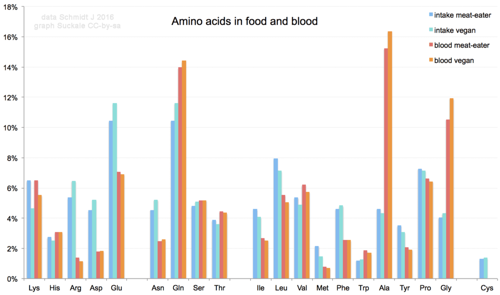 data Schmidt J 2016
graph Suckale CC-by-sa
Amino acids in food and blood
intake meat-eater
intake vegan
blood meat-eater
blood vegan
18%
16%
14%
12%
10%
8%
6%
4%
2%
0%
Lys His Arg Asp Glu Asn Gln Ser Thr Ile Leu Val Met Phe Trp Ala Tyr Pro Gly Cys